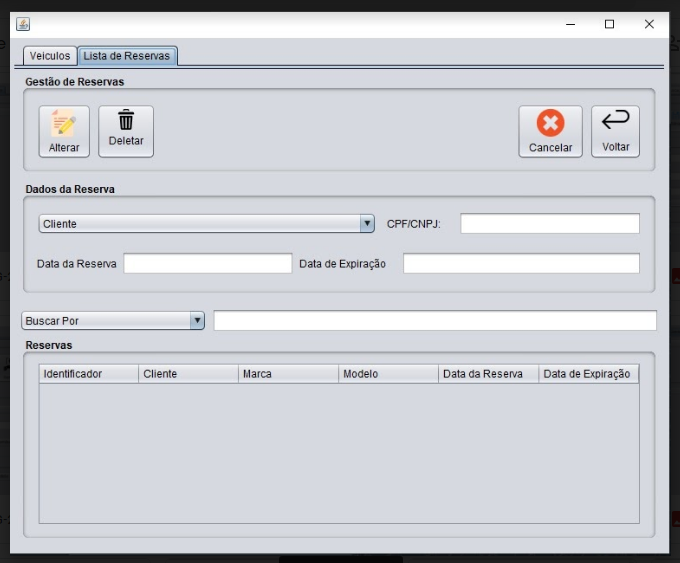 Veiculos Lista de Reservas
Gestão de Reservas
Alterar Deletar Cancelar Voltar
Dados da Reserva
Cliente CPF/CNPJ:
Data da Reserva Data de Expiração
Buscar Por
Reservas
Identificador Cliente Marca Modelo Data da Reserva Data de Expiração